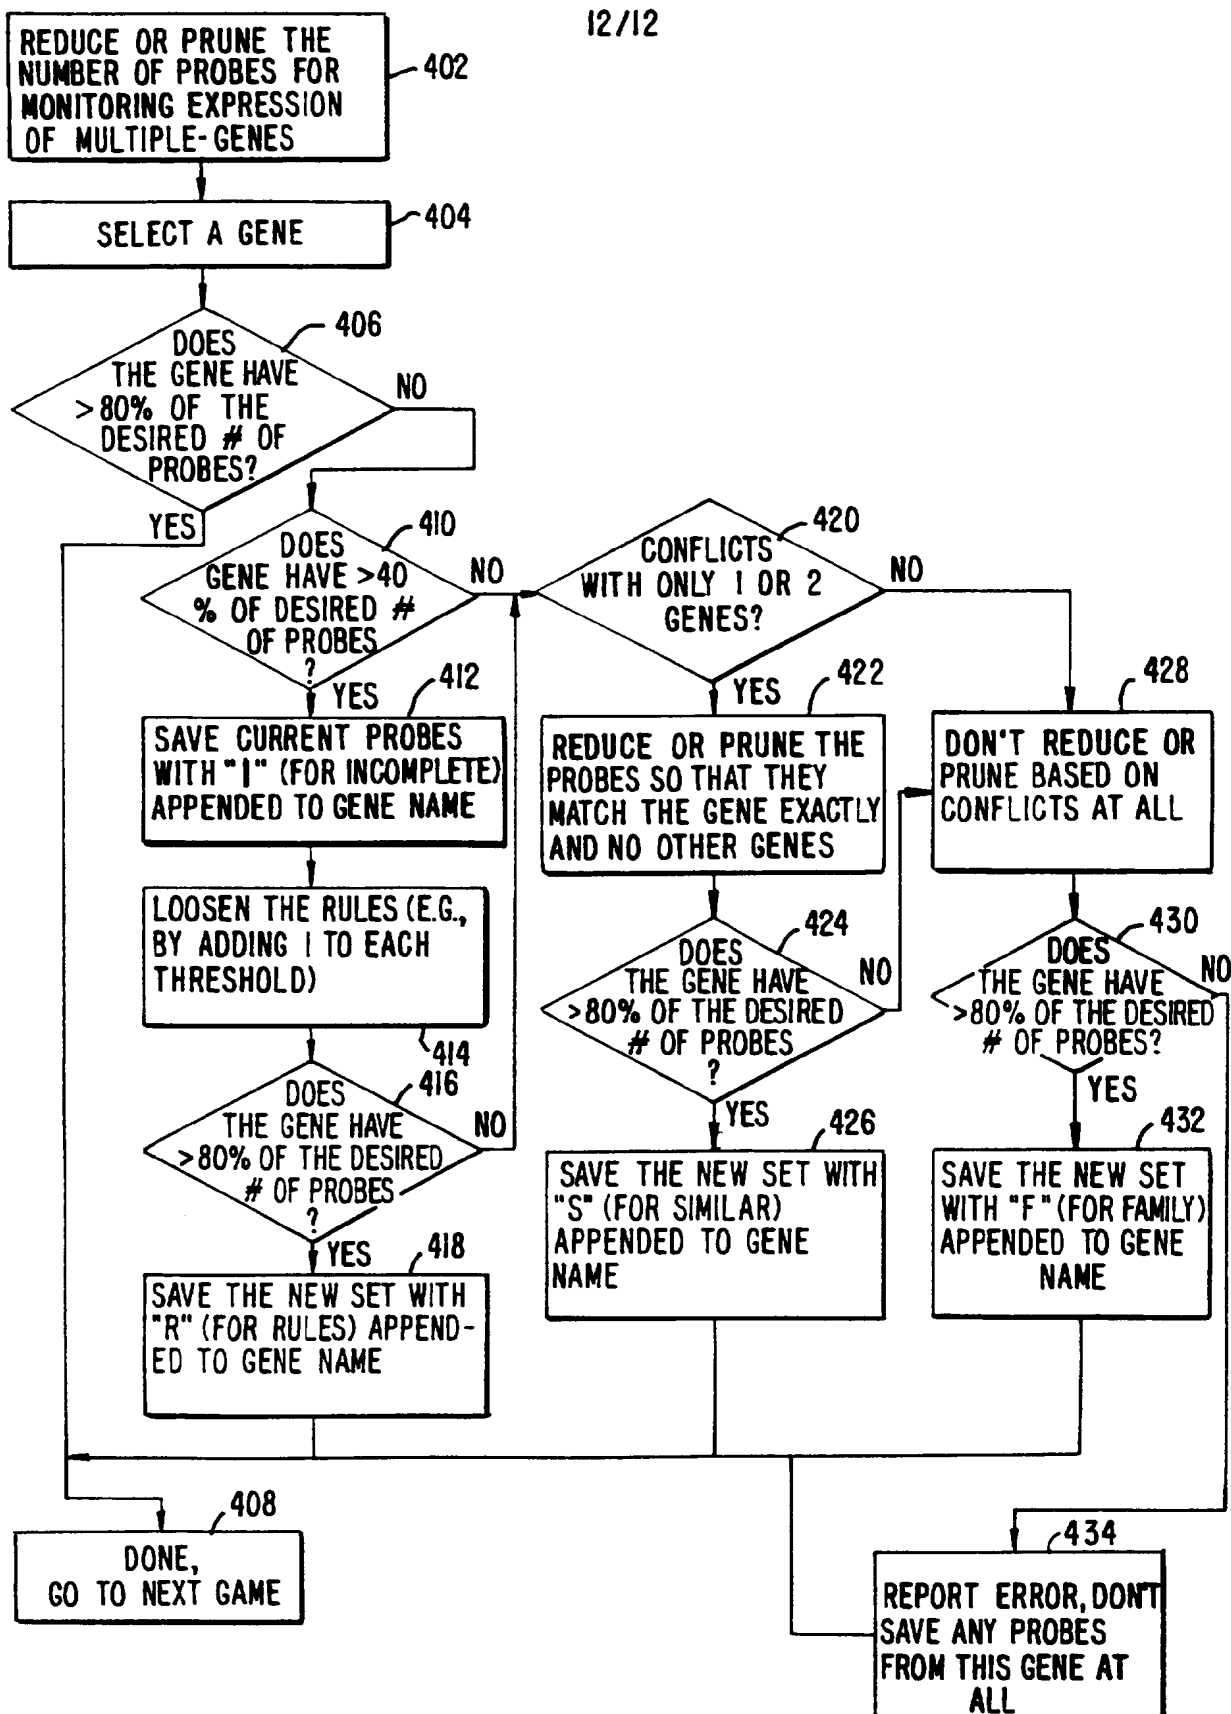 12/12
REDUCE OR PRUNE THE
NUMBER OF PROBES FOR
MONITORING EXPRESSION
OF MULTIPLE-GENES
402
SELECT A GENE
404
DOES
THE GENE HAVE
>80% OF THE
DESIRED # OF
PROBES?
406
NO
YES
DOES
GENE HAVE >40
% OF DESIRED #
OF PROBES
?
410
NO
YES
SAVE CURRENT PROBES
WITH "I" (FOR INCOMPLETE)
APPENDED TO GENE NAME
412
LOOSEN THE RULES (E.G.,
BY ADDING 1 TO EACH
THRESHOLD)
414
DOES
THE GENE HAVE
>80% OF THE DESIRED
# OF PROBES
?
416
NO
YES
SAVE THE NEW SET WITH
"R" (FOR RULES) APPEND-
ED TO GENE NAME
418
CONFLICTS
WITH ONLY 1 OR 2
GENES?
420
NO
YES
REDUCE OR PRUNE THE
PROBES SO THAT THEY
MATCH THE GENE EXACTLY
AND NO OTHER GENES
422
DOES
THE GENE HAVE
>80% OF THE DESIRED
# OF PROBES
?
424
NO
YES
SAVE THE NEW SET WITH
"S" (FOR SIMILAR)
APPENDED TO GENE
NAME
426
DON'T REDUCE OR
PRUNE BASED ON
CONFLICTS AT ALL
428
DOES
THE GENE HAVE
>80% OF THE DESIRED
# OF PROBES?
430
NO
YES
SAVE THE NEW SET
WITH "F" (FOR FAMILY)
APPENDED TO GENE
NAME
432
DONE,
GO TO NEXT GAME
408
REPORT ERROR, DON'T
SAVE ANY PROBES
FROM THIS GENE AT
ALL
434